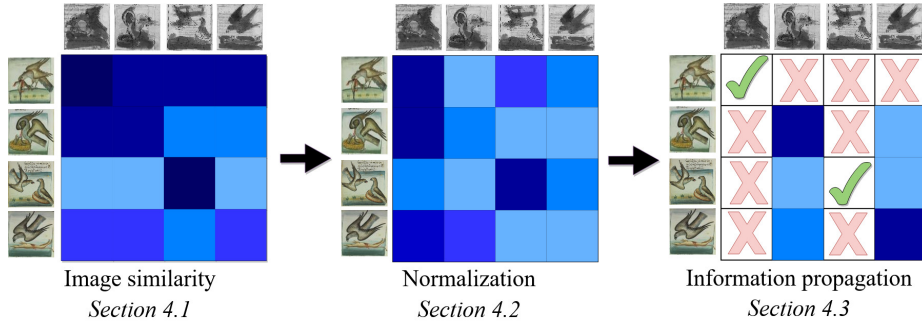 Image similarity
Section 4.1
Normalization
Section 4.2
Information propagation
Section 4.3